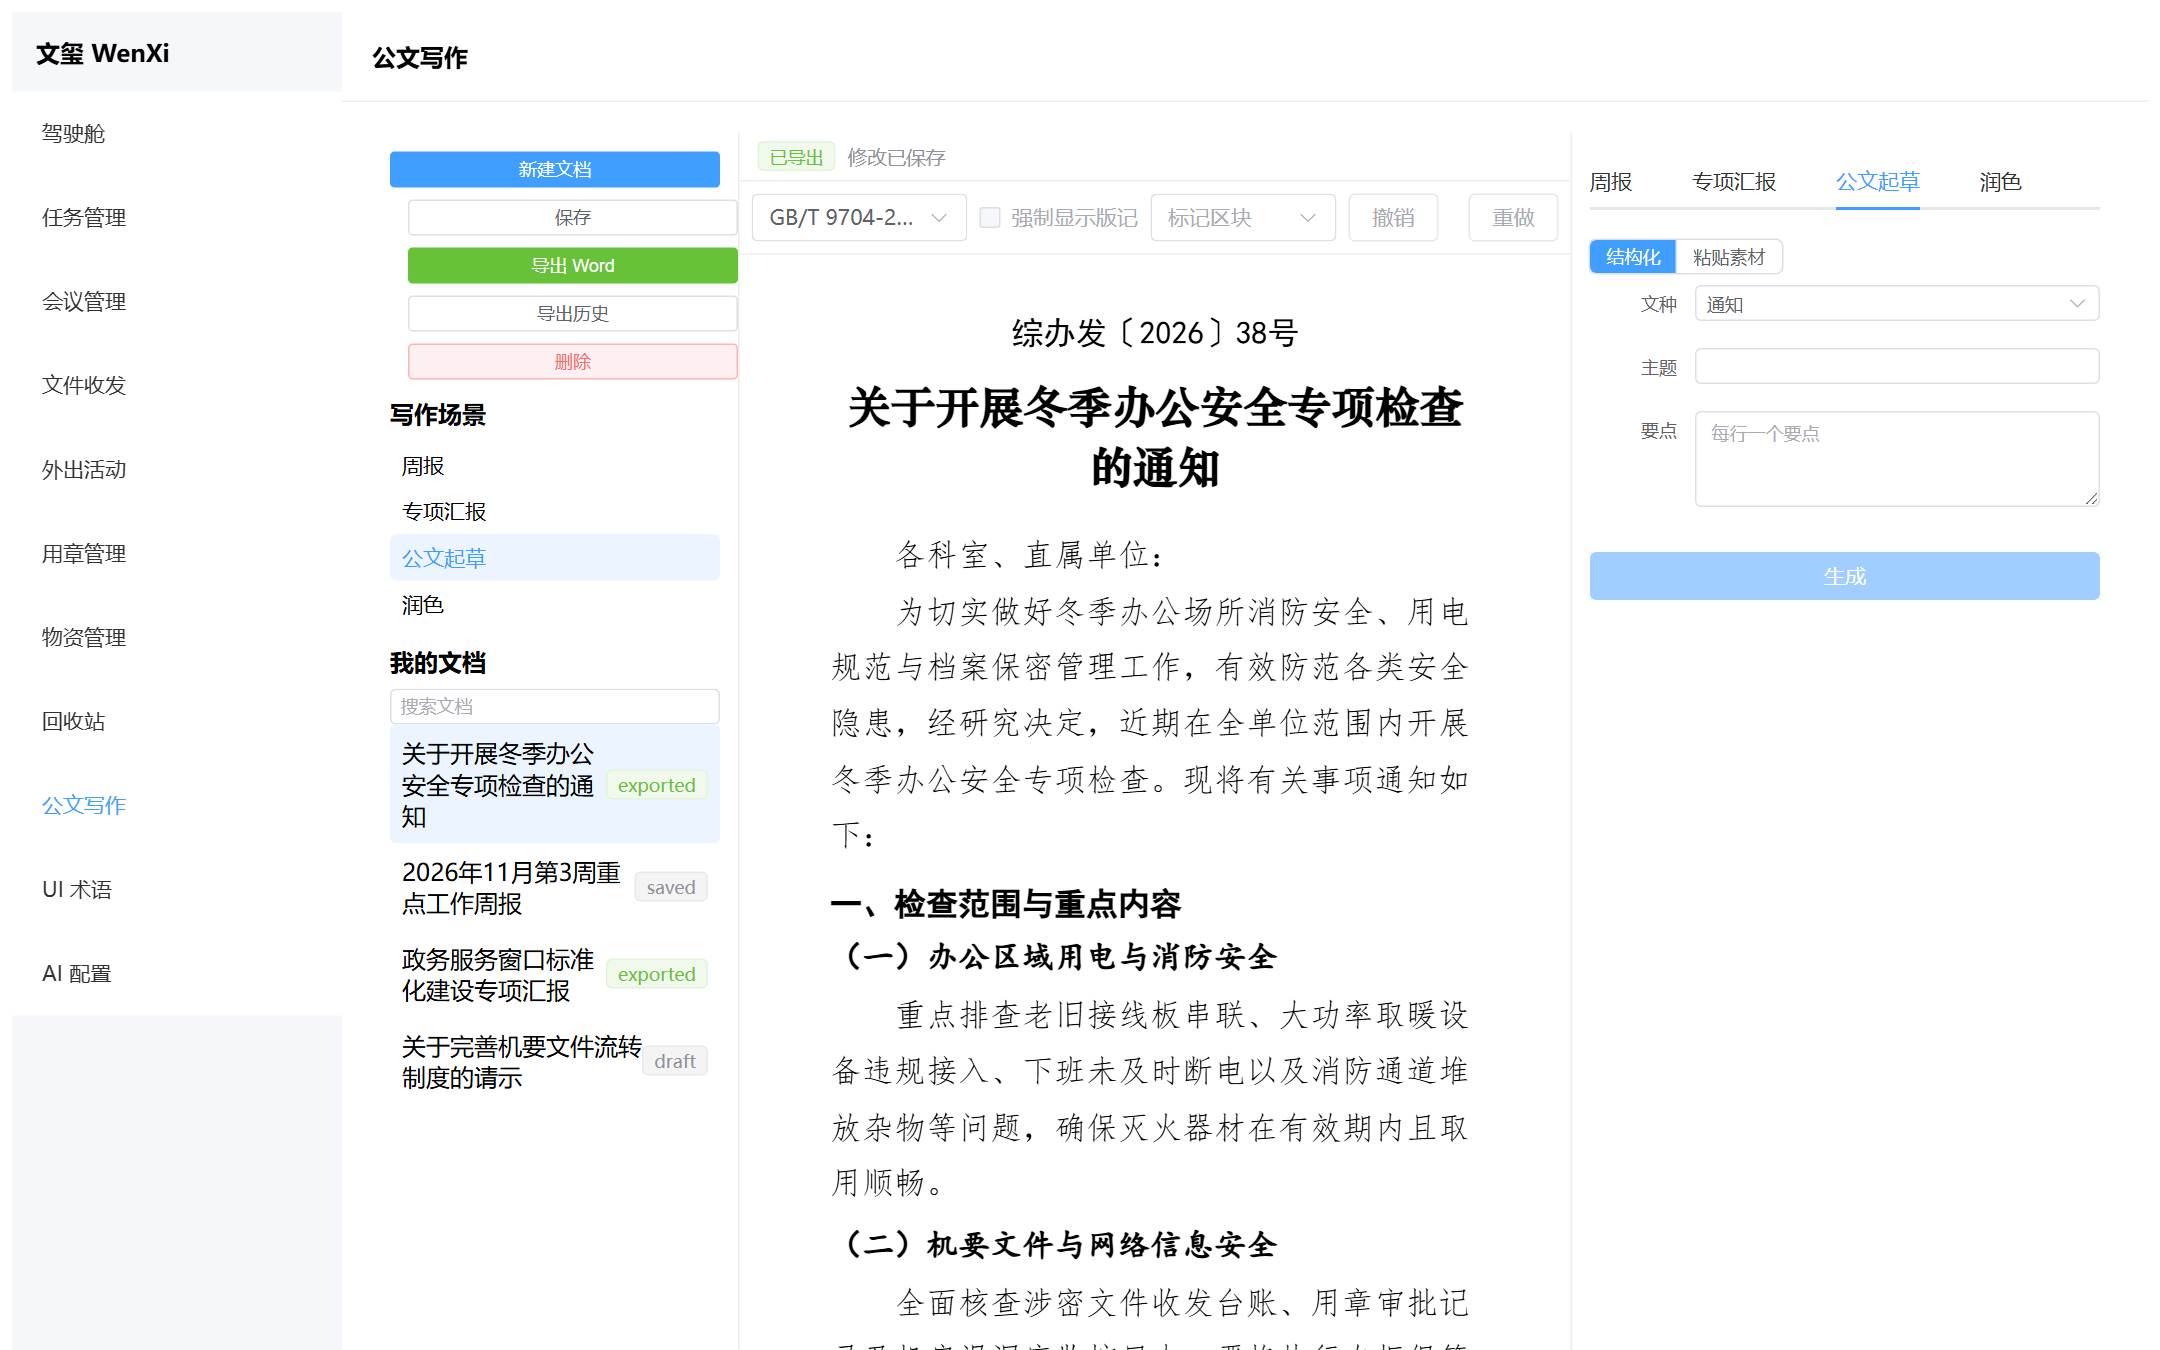 文玺 WenXi
驾驶舱
任务管理
会议管理
文件收发
外出活动
用章管理
物资管理
回收站
公文写作
UI 术语
AI 配置
公文写作
新建文档
保存
导出 Word
导出历史
删除
写作场景
周报
专项汇报
公文起草
润色
我的文档
搜索文档
关于开展冬季办公
安全专项检查的通
知
exported
2026年11月第3周重
点工作周报
saved
政务服务窗口标准
化建设专项汇报
exported
关于完善机要文件流转
制度的请示
draft
已导出 修改已保存
GB/T 9704-2... 强制显示版记 标记区块 撤销 重做
综办发〔2026〕38号
关于开展冬季办公安全专项检查
的通知
各科室、直属单位：
为切实做好冬季办公场所消防安全、用电
规范与档案保密管理工作，有效防范各类安全
隐患，经研究决定，近期在全单位范围内开展
冬季办公安全专项检查。现将有关事项通知如
下：
一、检查范围与重点内容
（一）办公区域用电与消防安全
重点排查老旧接线板串联、大功率取暖设
备违规接入、下班未及时断电以及消防通道堆
放杂物等问题，确保灭火器材在有效期内且取
用顺畅。
（二）机要文件与网络信息安全
全面核查涉密文件收发台账、用章审批记
周报 专项汇报 公文起草 润色
结构化 粘贴素材
文种 通知
主题
要点 每行一个要点
生成